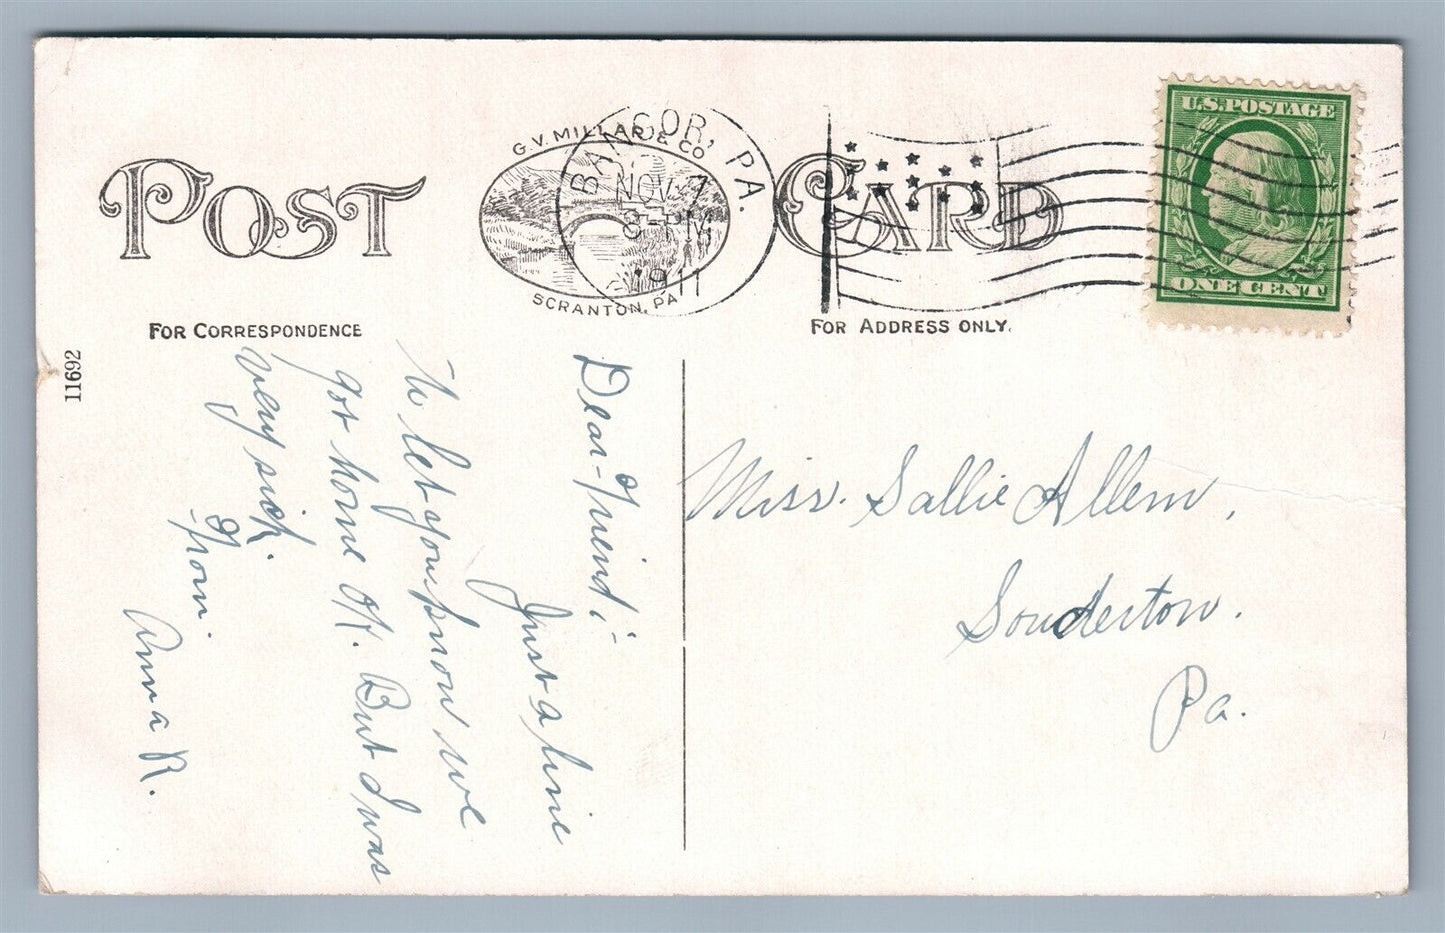 POST CARD
G.V. MILLAR & CO
SCRANTON, PA
BANGOR, PA.
NOV 7
8-PM
1911
U.S. POSTAGE
ONE CENT
FOR CORRESPONDENCE
FOR ADDRESS ONLY.
11692
Dear-Friend;-
Just a line
to let you know we
got home O.K. But I was
very sick.
From.
Anna R.
Miss. Sallie Allem,
Souderton.
Pa.